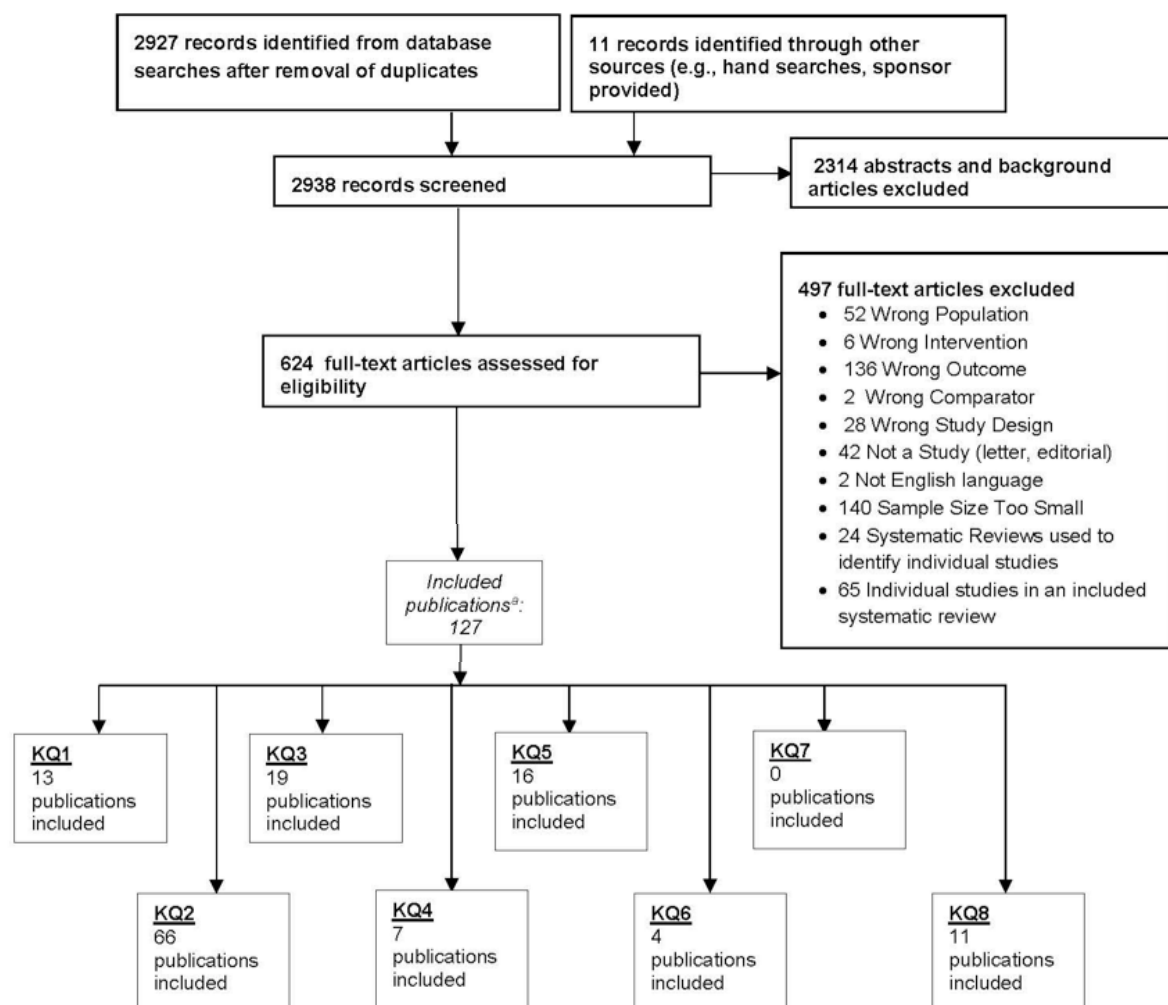 2927 records identified from database
searches after removal of duplicates
11 records identified through other
sources (e.g., hand searches, sponsor
provided)
2938 records screened
2314 abstracts and background
articles excluded
624 full-text articles assessed for
eligibility
497 full-text articles excluded
• 52 Wrong Population
• 6 Wrong Intervention
• 136 Wrong Outcome
• 2 Wrong Comparator
• 28 Wrong Study Design
• 42 Not a Study (letter, editorial)
• 2 Not English language
• 140 Sample Size Too Small
• 24 Systematic Reviews used to
identify individual studies
• 65 Individual studies in an included
systematic review
Included
publicationsᵃ:
127
KQ1
13
publications
included
KQ3
19
publications
included
KQ5
16
publications
included
KQ7
0
publications
included
KQ2
66
publications
included
KQ4
7
publications
included
KQ6
4
publications
included
KQ8
11
publications
included